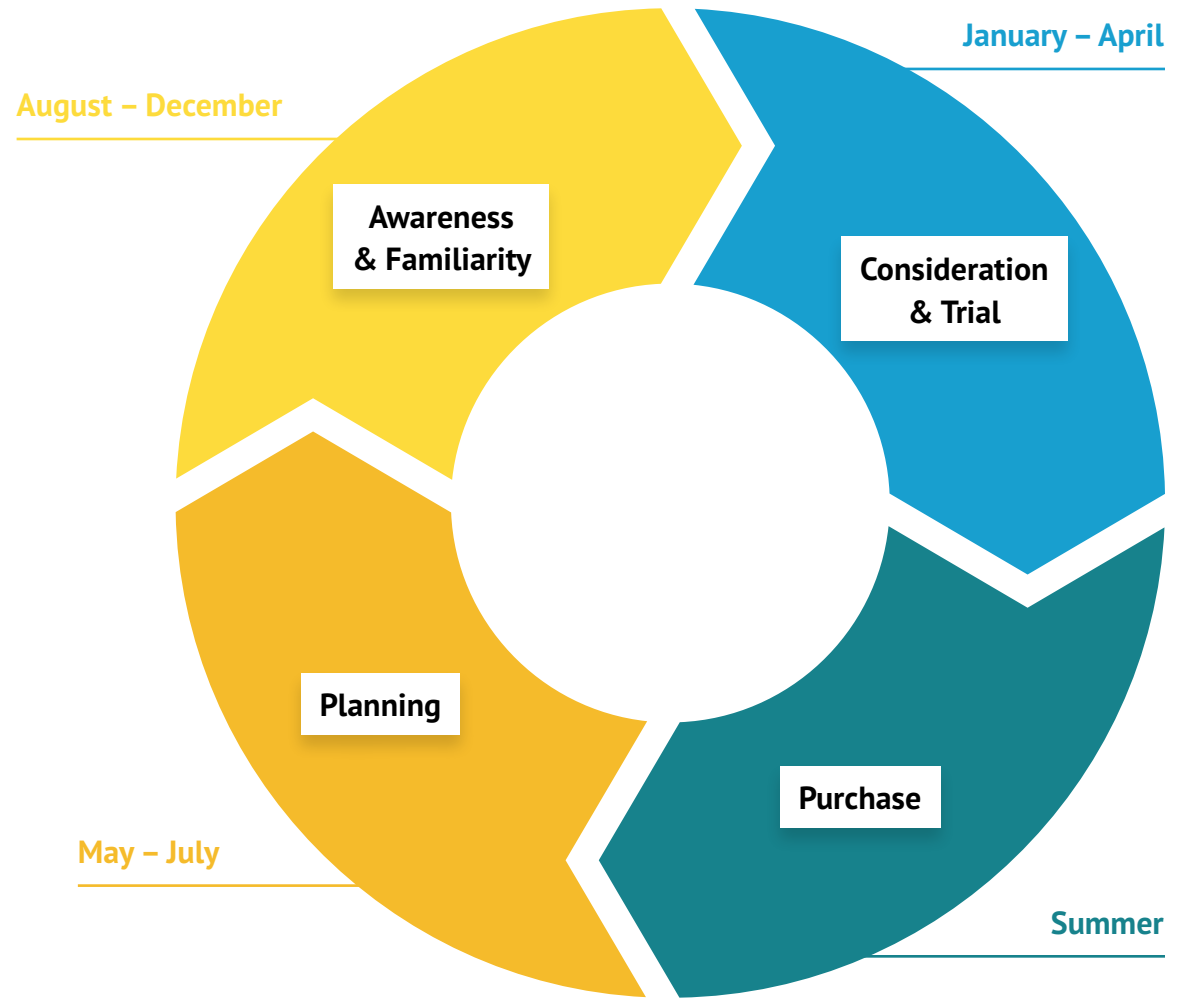 January – April
August – December
Awareness
& Familiarity
Consideration
& Trial
Planning
Purchase
May – July
Summer